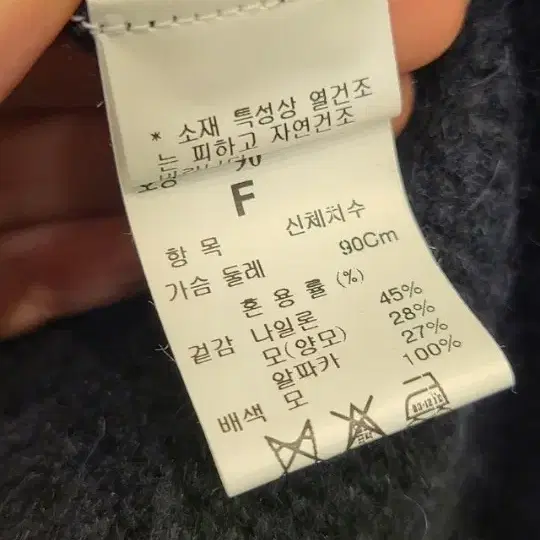 * 소재 특성상 열건조
는 피하고 자연건조
F
항 목 신체치수
가슴 둘레 90Cm
혼 용 률 (%)
겉감 나일론 45%
모(양모) 28%
알파카 27%
배색 모 100%